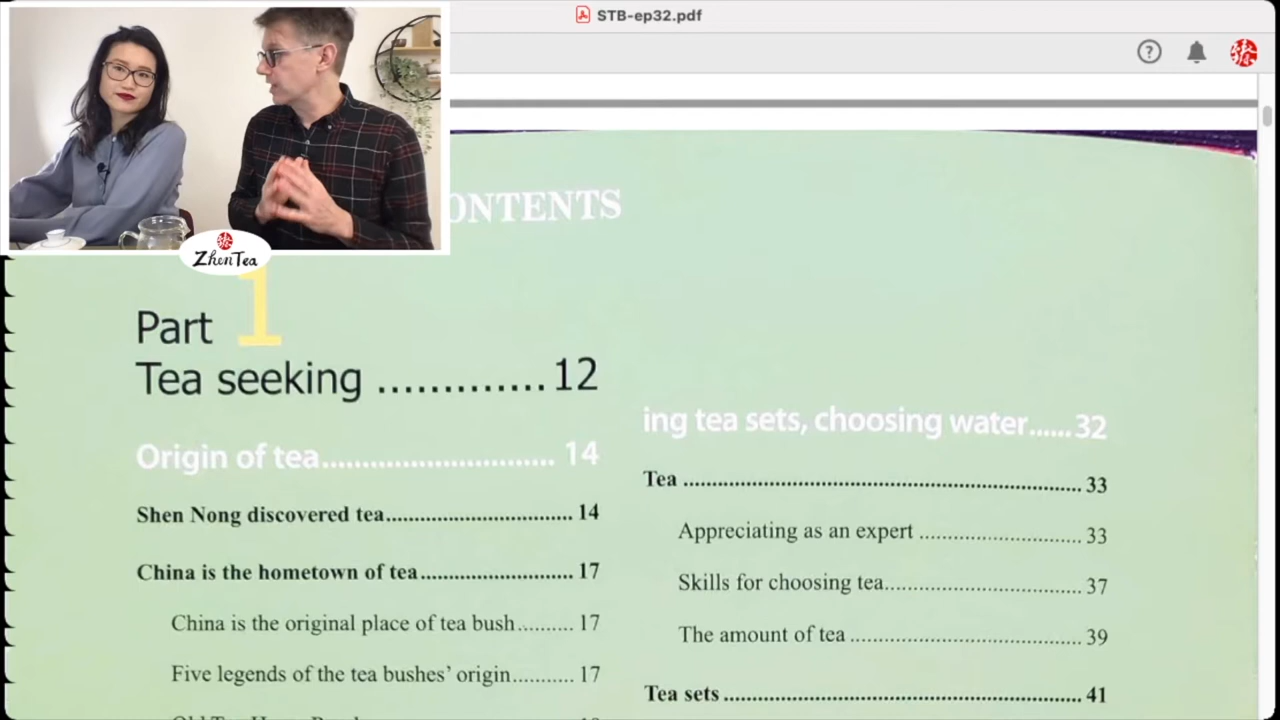 STB-ep32.pdf
Zhen Tea
ONTENTS
Part 1
Tea seeking ............. 12
Origin of tea.................................. 14
Shen Nong discovered tea.................................. 14
China is the hometown of tea........................... 17
China is the original place of tea bush.......... 17
Five legends of the tea bushes’ origin........... 17
ing tea sets, choosing water...... 32
Tea .......................................................................... 33
Appreciating as an expert ................................ 33
Skills for choosing tea....................................... 37
The amount of tea .............................................. 39
Tea sets ................................................................... 41